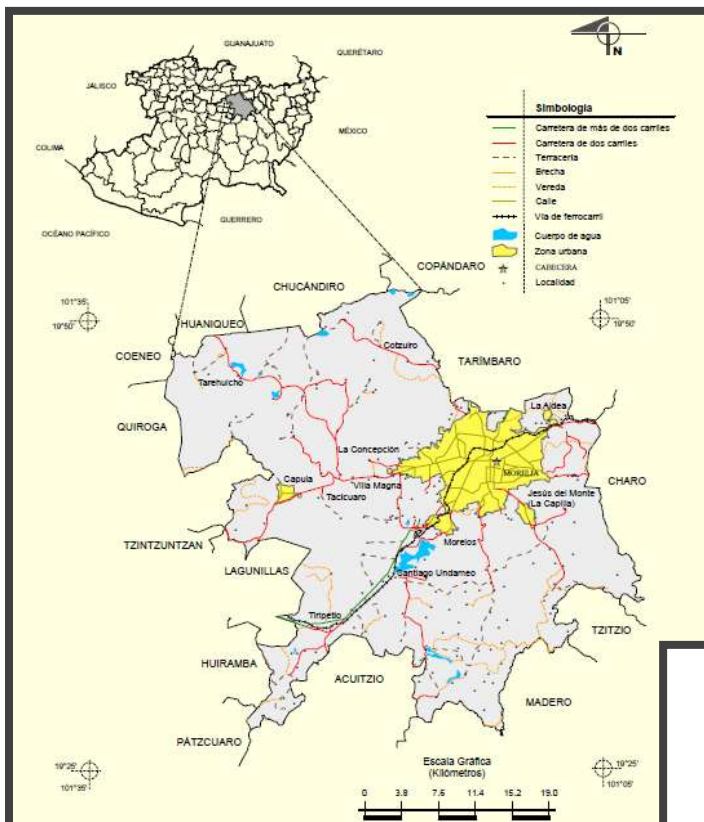 GUANAJUATO
QUERÉTARO
JALISCO
MÉXICO
COLIMA
GUERRERO
OCÉANO PACÍFICO
N
Simbología
Carretera de más de dos carriles
Carretera de dos carriles
Terracería
Brecha
Vereda
Calle
Vía de ferrocarril
Cuerpo de agua
Zona urbana
CABECERA
Localidad
COPÁNDARO
CHUCÁNDIRO
101°35'
19°50'
101°05'
19°50'
HUANIQUEO
COENEO
Cotzuiro
TARÍMBARO
Tarehuicho
QUIROGA
La Aldea
La Concepción
MORELIA
Capula
Villa Magna
Tacicuaro
CHARO
Jesús del Monte
(La Capilla)
TZINTZUNTZAN
Morelos
LAGUNILLAS
Santiago Undameo
Tiripetio
TZITZIO
HUIRAMBA
ACUITZIO
MADERO
PÁTZCUARO
19°25'
101°35'
Escala Gráfica
(Kilómetros)
19°25'
101°05'
0 3.8 7.6 11.4 15.2 19.0